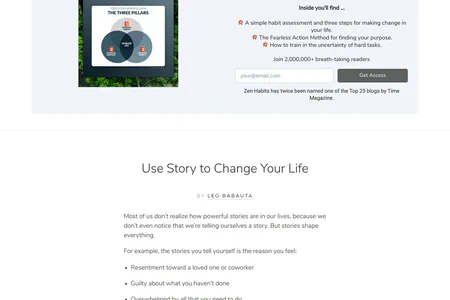 THE THREE PILLARS
Inside you'll find ...
A simple habit assessment and three steps for making change in
your life.
The Fearless Action Method for finding your purpose.
How to train in the uncertainty of hard tasks.
Join 2,000,000+ breath-taking readers
your@email.com
Get Access
Zen Habits has twice been named one of the Top 25 blogs by Time
Magazine.
Use Story to Change Your Life
BY LEO BABAUTA
Most of us don't realize how powerful stories are in our lives, because we
don't even notice that we're telling ourselves a story. But stories shape
everything.
For example, the stories you tell yourself is the reason you feel:
• Resentment toward a loved one or coworker
• Guilty about what you haven't done
• Overwhelmed by all that you need to do